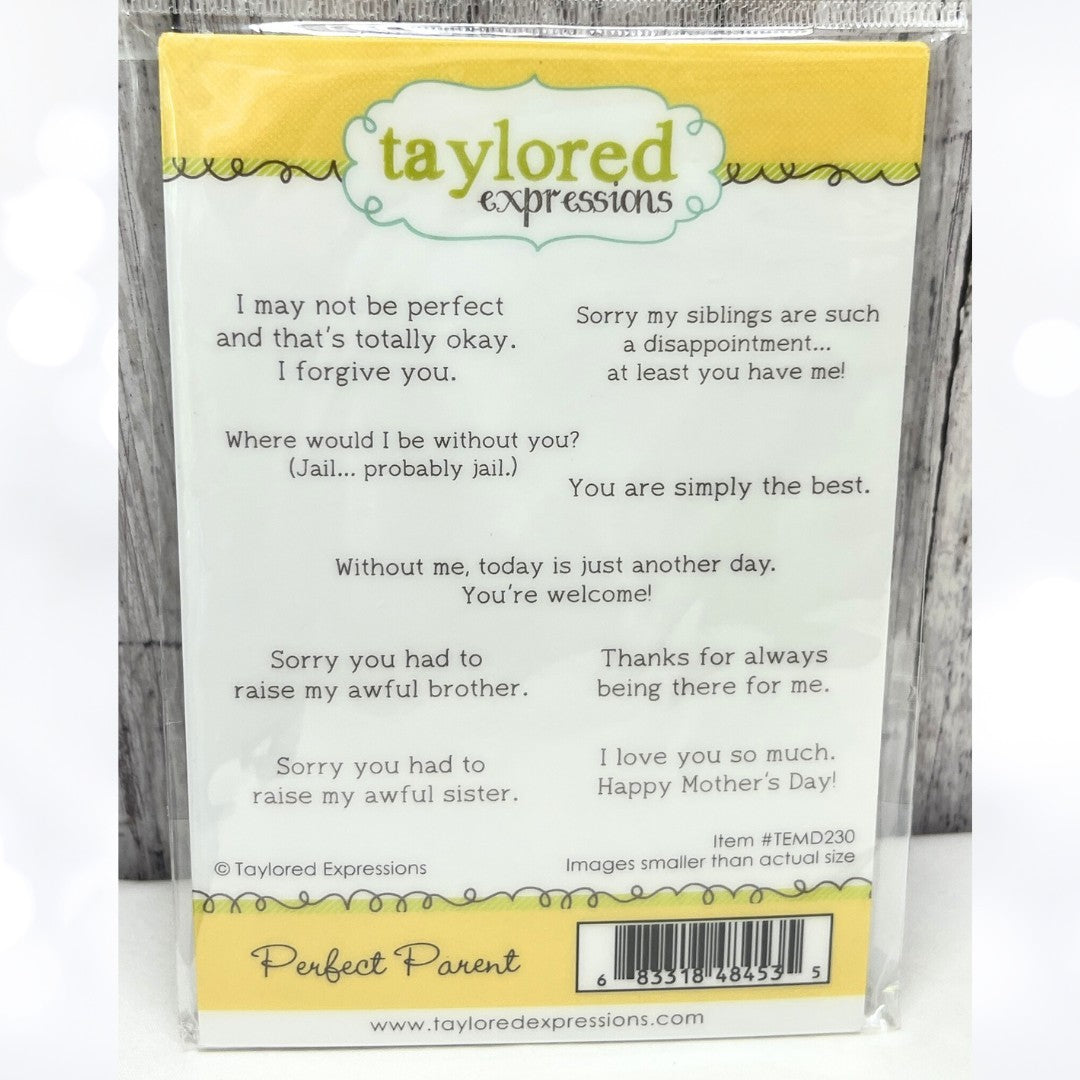 taylored
expressions
I may not be perfect
and that's totally okay.
I forgive you.
Sorry my siblings are such
a disappointment...
at least you have me!
Where would I be without you?
(Jail... probably jail.)
You are simply the best.
Without me, today is just another day.
You're welcome!
Sorry you had to
raise my awful brother.
Thanks for always
being there for me.
Sorry you had to
raise my awful sister.
I love you so much.
Happy Mother's Day!
Item #TEMD230
Images smaller than actual size
© Taylored Expressions
Perfect Parent
6 83318 48453 5
www.tayloredexpressions.com